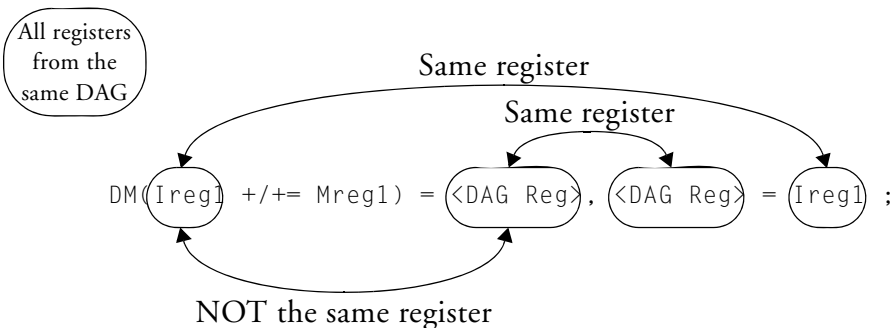 All registers
from the
same DAG
Same register
Same register
DM(Ireg1 +/+= Mreg1) = <DAG Reg>, <DAG Reg> = Ireg1 ;
NOT the same register